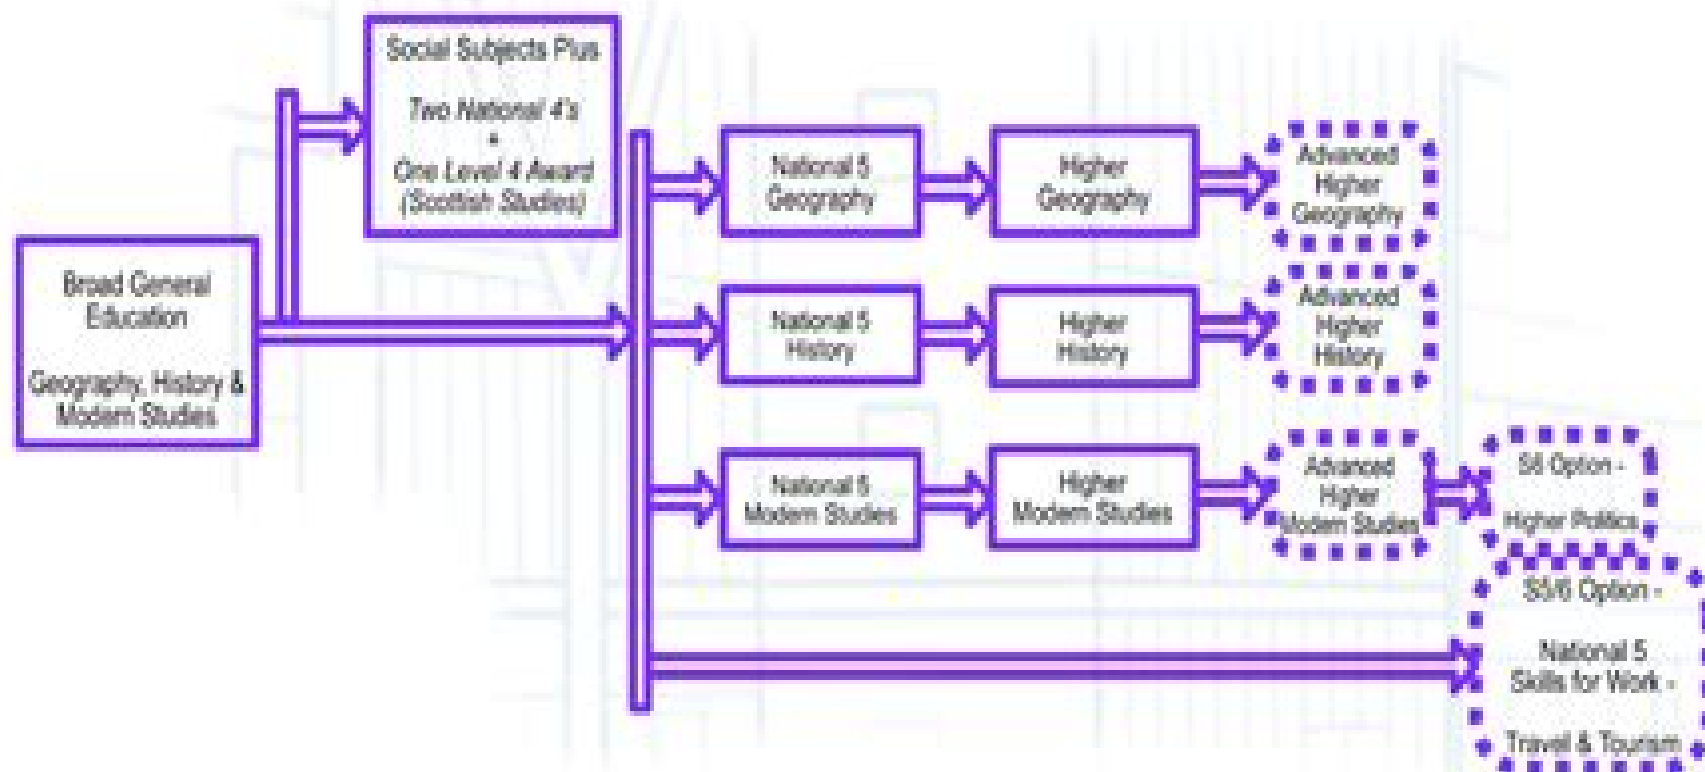 Social Subjects Plus
Two National 4's
+
One Level 4 Award
(Scottish Studies)
Broad General
Education
Geography, History &
Modern Studies
National 5
Geography
Higher
Geography
Advanced
Higher
Geography
National 5
History
Higher
History
Advanced
Higher
History
National 5
Modern Studies
Higher
Modern Studies
Advanced
Higher
Modern Studies
S6 Option -
Higher Politics
S5/6 Option -
National 5
Skills for Work -
Travel & Tourism